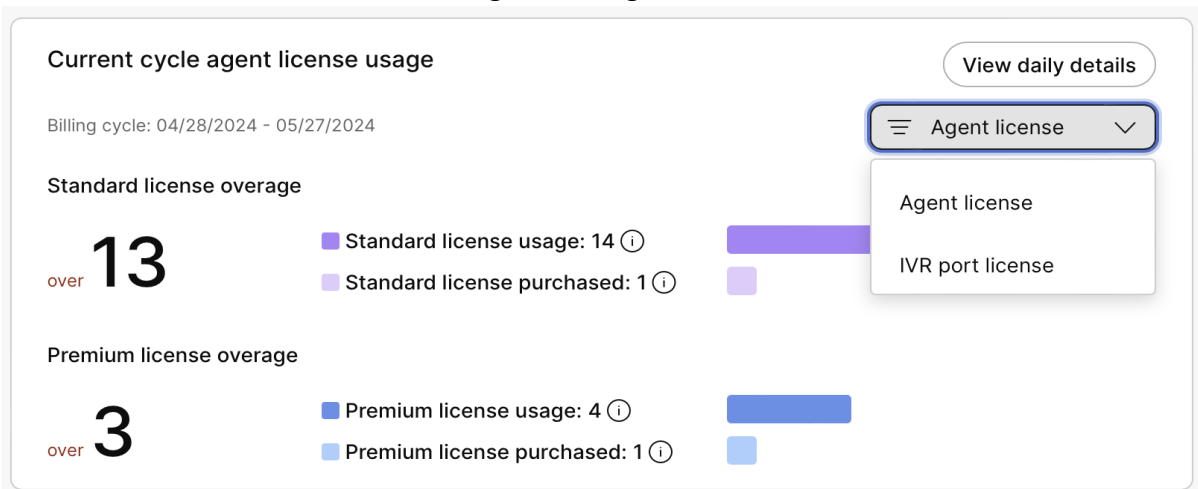 Current cycle agent license usage
View daily details
Billing cycle: 04/28/2024 - 05/27/2024
Agent license
Agent license
IVR port license
Standard license overage
over 13
Standard license usage: 14
Standard license purchased: 1
Premium license overage
over 3
Premium license usage: 4
Premium license purchased: 1